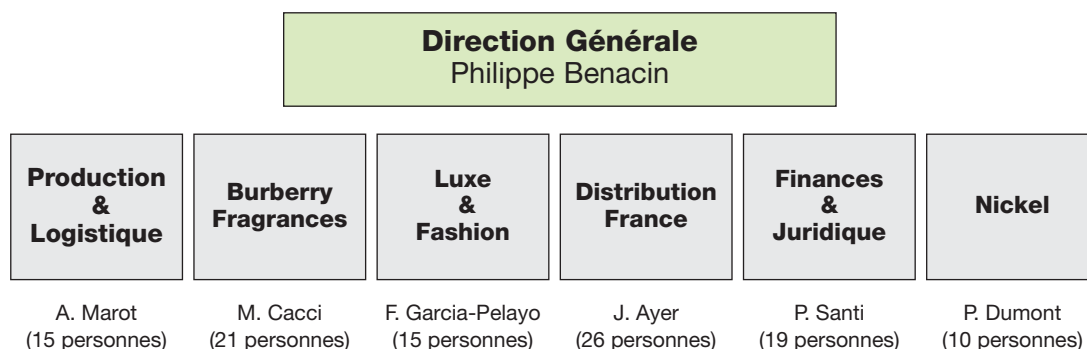 Direction Générale
Philippe Benacin
Production
&
Logistique
Burberry
Fragrances
Luxe
&
Fashion
Distribution
France
Finances
&
Juridique
Nickel
A. Marot
(15 personnes)
M. Cacci
(21 personnes)
F. Garcia-Pelayo
(15 personnes)
J. Ayer
(26 personnes)
P. Santi
(19 personnes)
P. Dumont
(10 personnes)